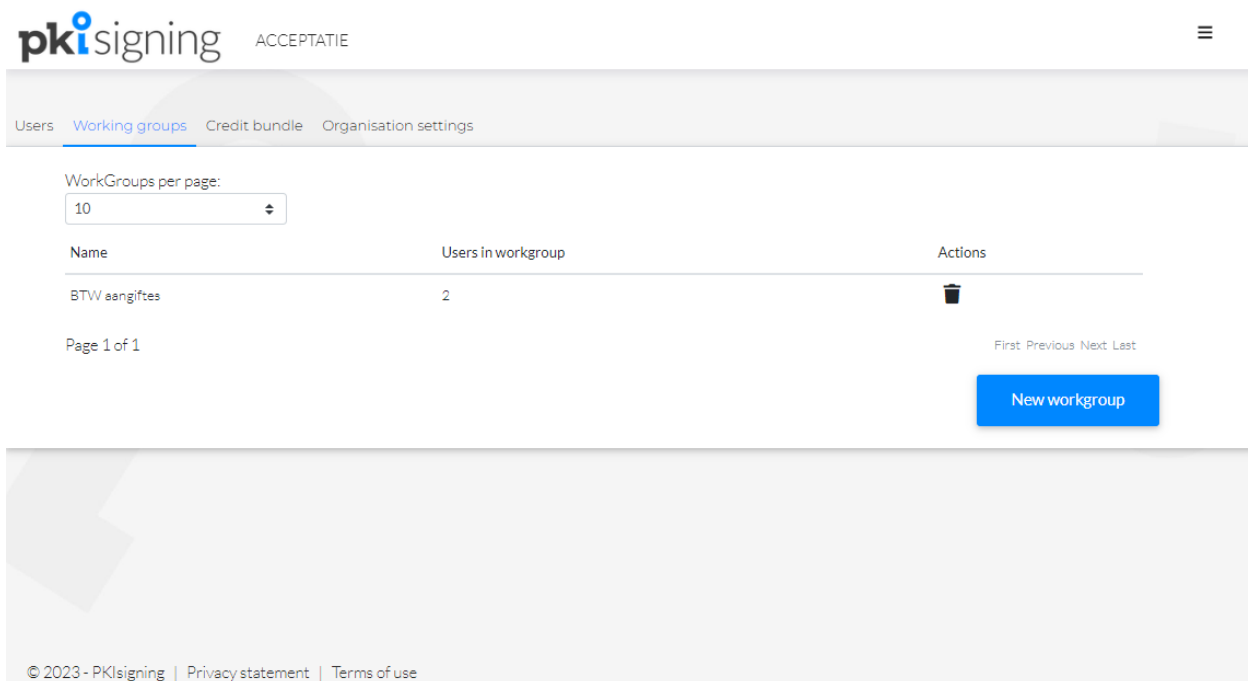 pkisigning ACCEPTATIE
Users Working groups Credit bundle Organisation settings
WorkGroups per page:
10
Name Users in workgroup Actions
BTW aangiftes 2
Page 1 of 1 First Previous Next Last
New workgroup
© 2023 - PKIsigning | Privacy statement | Terms of use